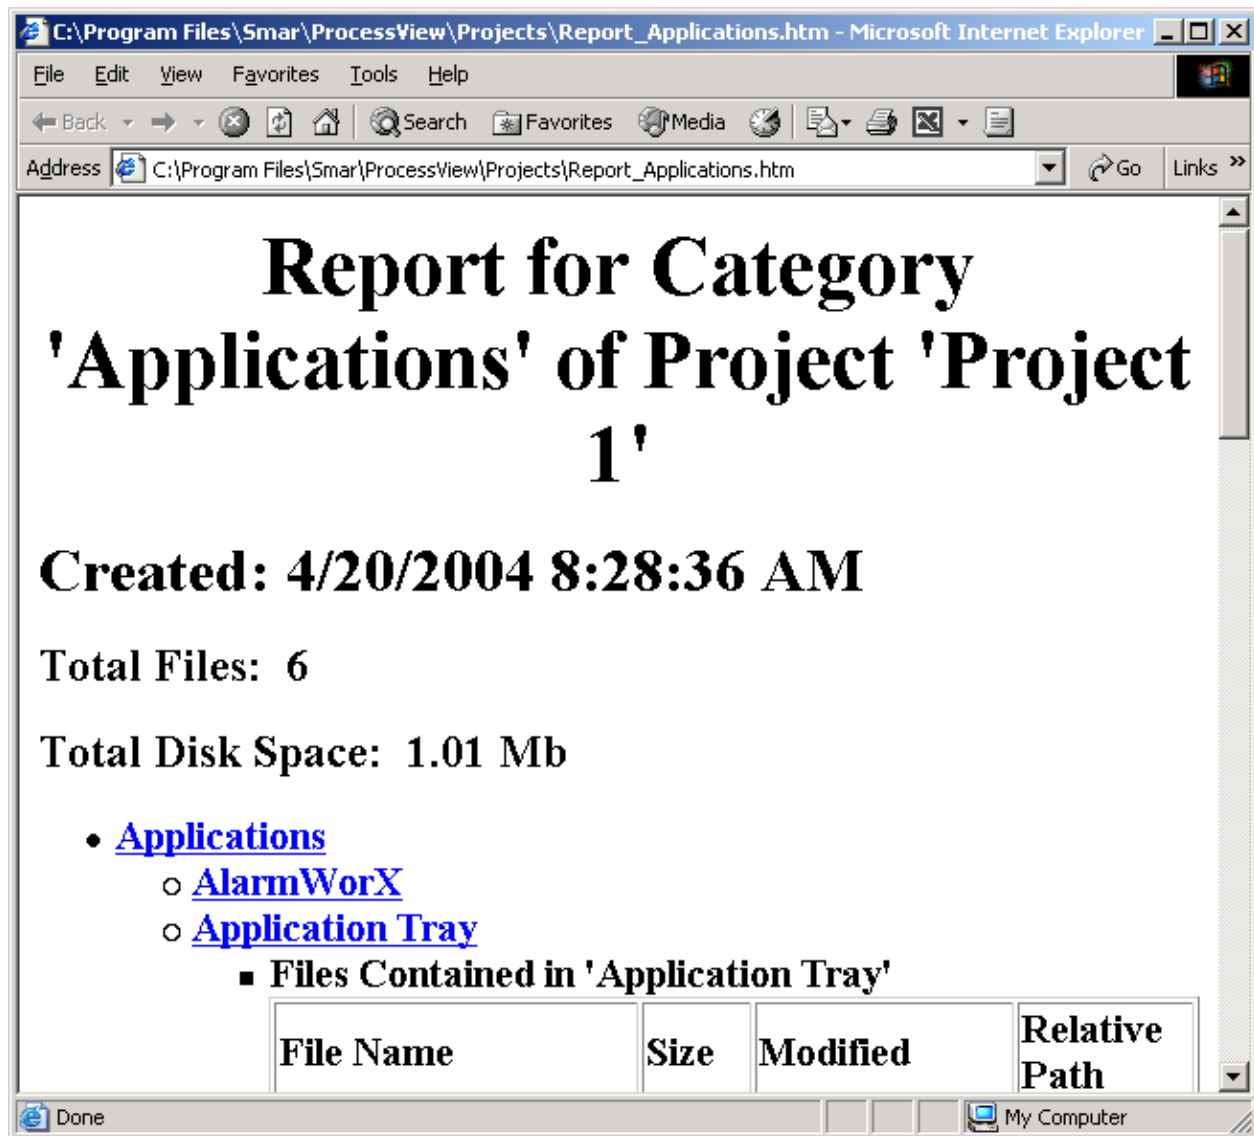 C:\Program Files\Smar\ProcessView\Projects\Report_Applications.htm - Microsoft Internet Explorer
File Edit View Favorites Tools Help
Back Search Favorites Media
Address C:\Program Files\Smar\ProcessView\Projects\Report_Applications.htm Go Links »
Report for Category
'Applications' of Project 'Project
1'
Created: 4/20/2004 8:28:36 AM
Total Files: 6
Total Disk Space: 1.01 Mb
Applications
AlarmWorX
Application Tray
Files Contained in 'Application Tray'
File Name Size Modified Relative
Path
Done My Computer